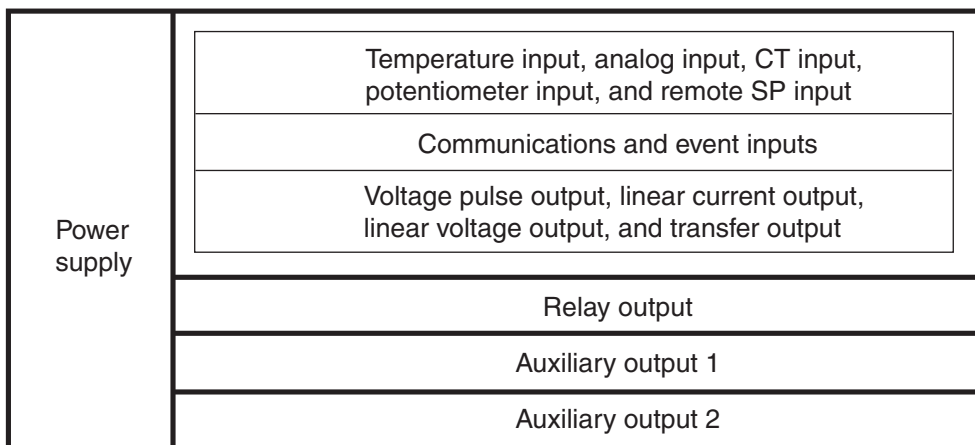 Power
supply
Temperature input, analog input, CT input,
potentiometer input, and remote SP input
Communications and event inputs
Voltage pulse output, linear current output,
linear voltage output, and transfer output
Relay output
Auxiliary output 1
Auxiliary output 2